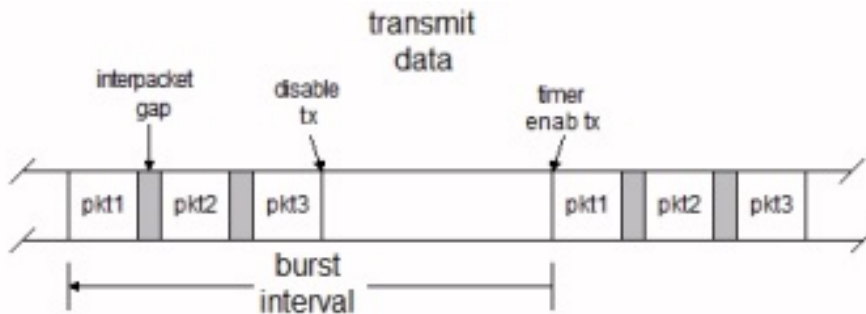 transmit
data
interpacket
gap
disable
tx
timer
enab tx
pkt1 pkt2 pkt3 pkt1 pkt2 pkt3
burst
interval